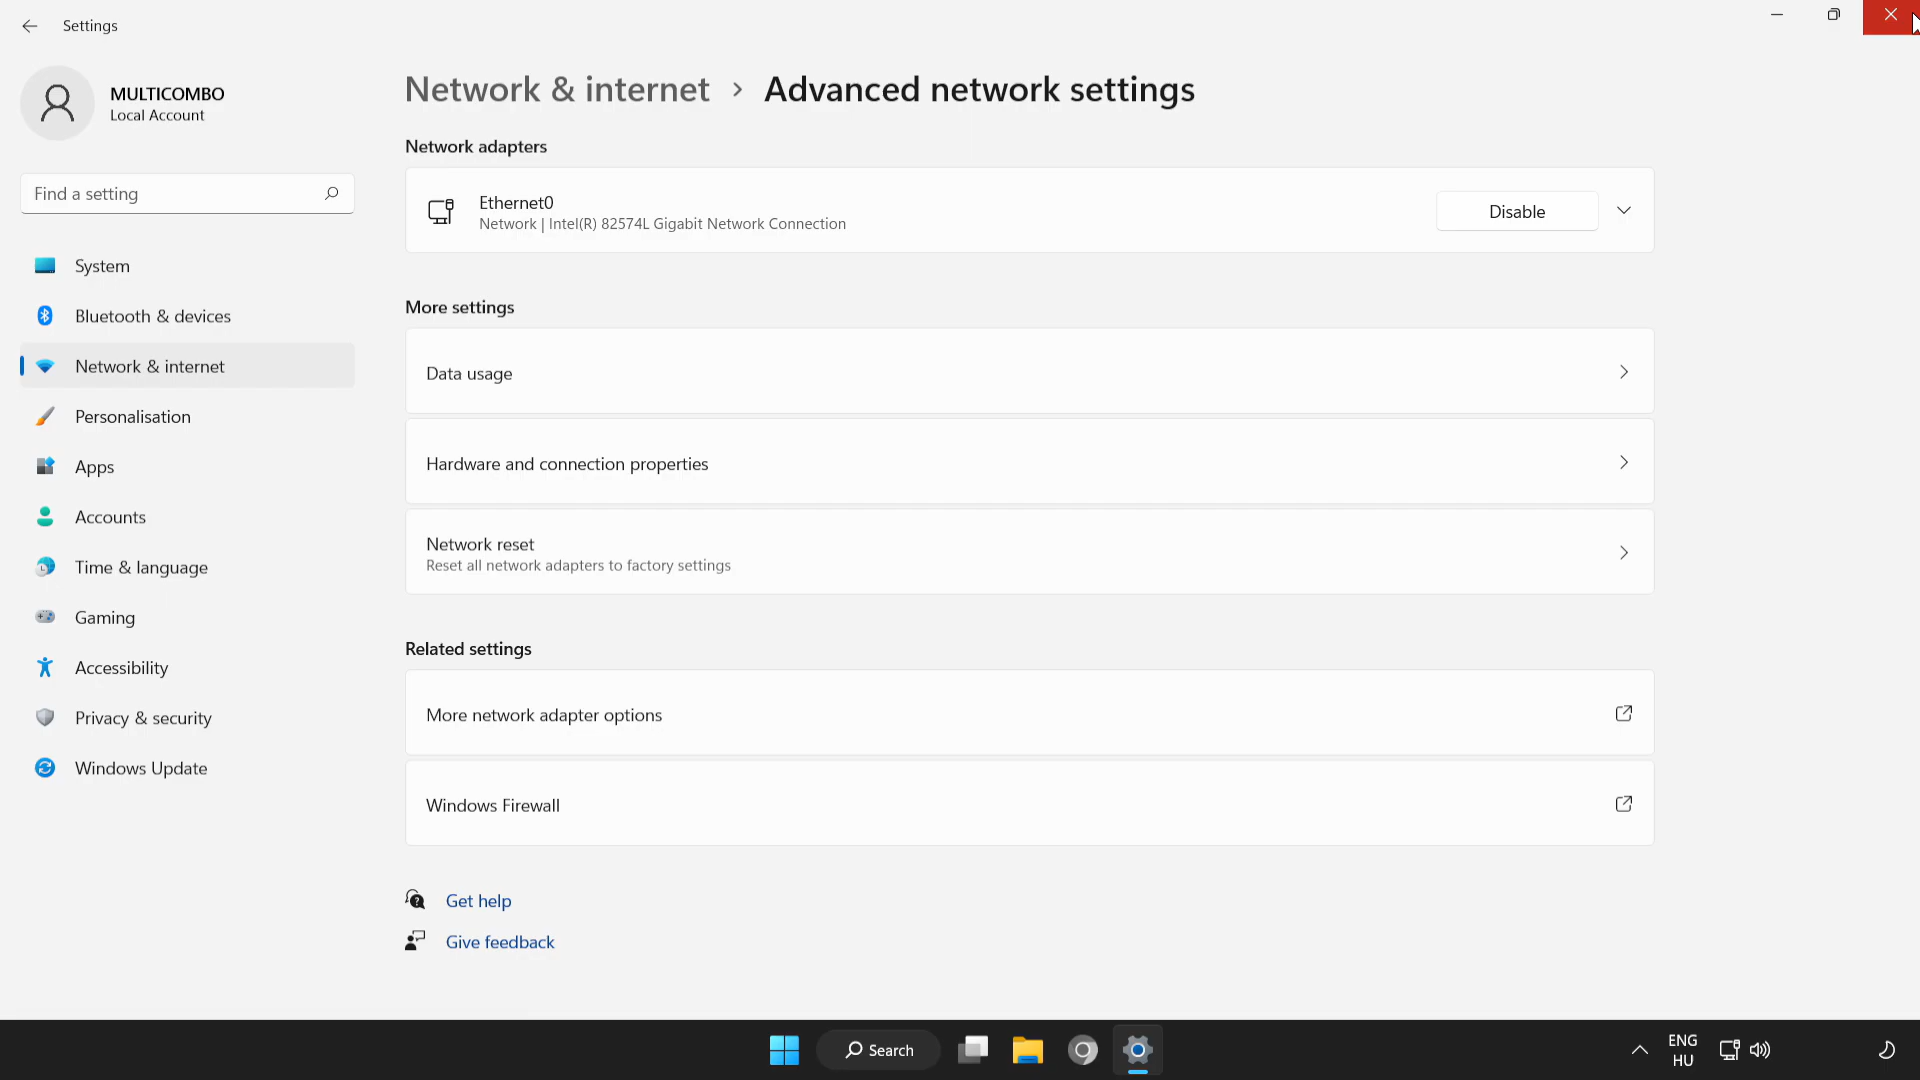 Settings
MULTICOMBO
Local Account
Find a setting
System
Bluetooth & devices
Network & internet
Personalisation
Apps
Accounts
Time & language
Gaming
Accessibility
Privacy & security
Windows Update
Network & internet > Advanced network settings
Network adapters
Ethernet0
Network | Intel(R) 82574L Gigabit Network Connection
Disable
More settings
Data usage
Hardware and connection properties
Network reset
Reset all network adapters to factory settings
Related settings
More network adapter options
Windows Firewall
Get help
Give feedback
Search
ENG
HU